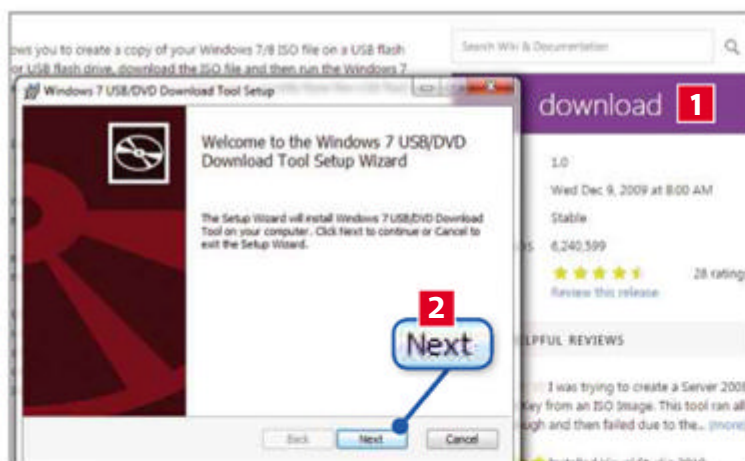 ows you to create a copy of your Windows 7/8 ISO file on a USB flash
or USB flash drive, download the ISO file and then run the Windows 7
Search Wiki & Documentation
Windows 7 USB/DVD Download Tool Setup
download 1
Welcome to the Windows 7 USB/DVD
Download Tool Setup Wizard
The Setup Wizard will install Windows 7 USB/DVD Download
Tool on your computer. Click Next to continue or Cancel to
exit the Setup Wizard.
2
Next
Back
Next
Cancel
1.0
Wed Dec 9, 2009 at 8:00 AM
Stable
6,240,599
28 rating
Review this release
LPFUL REVIEWS
I was trying to create a Server 2008
Key from an ISO Image. This tool ran all
ugh and then failed due to the... (more)